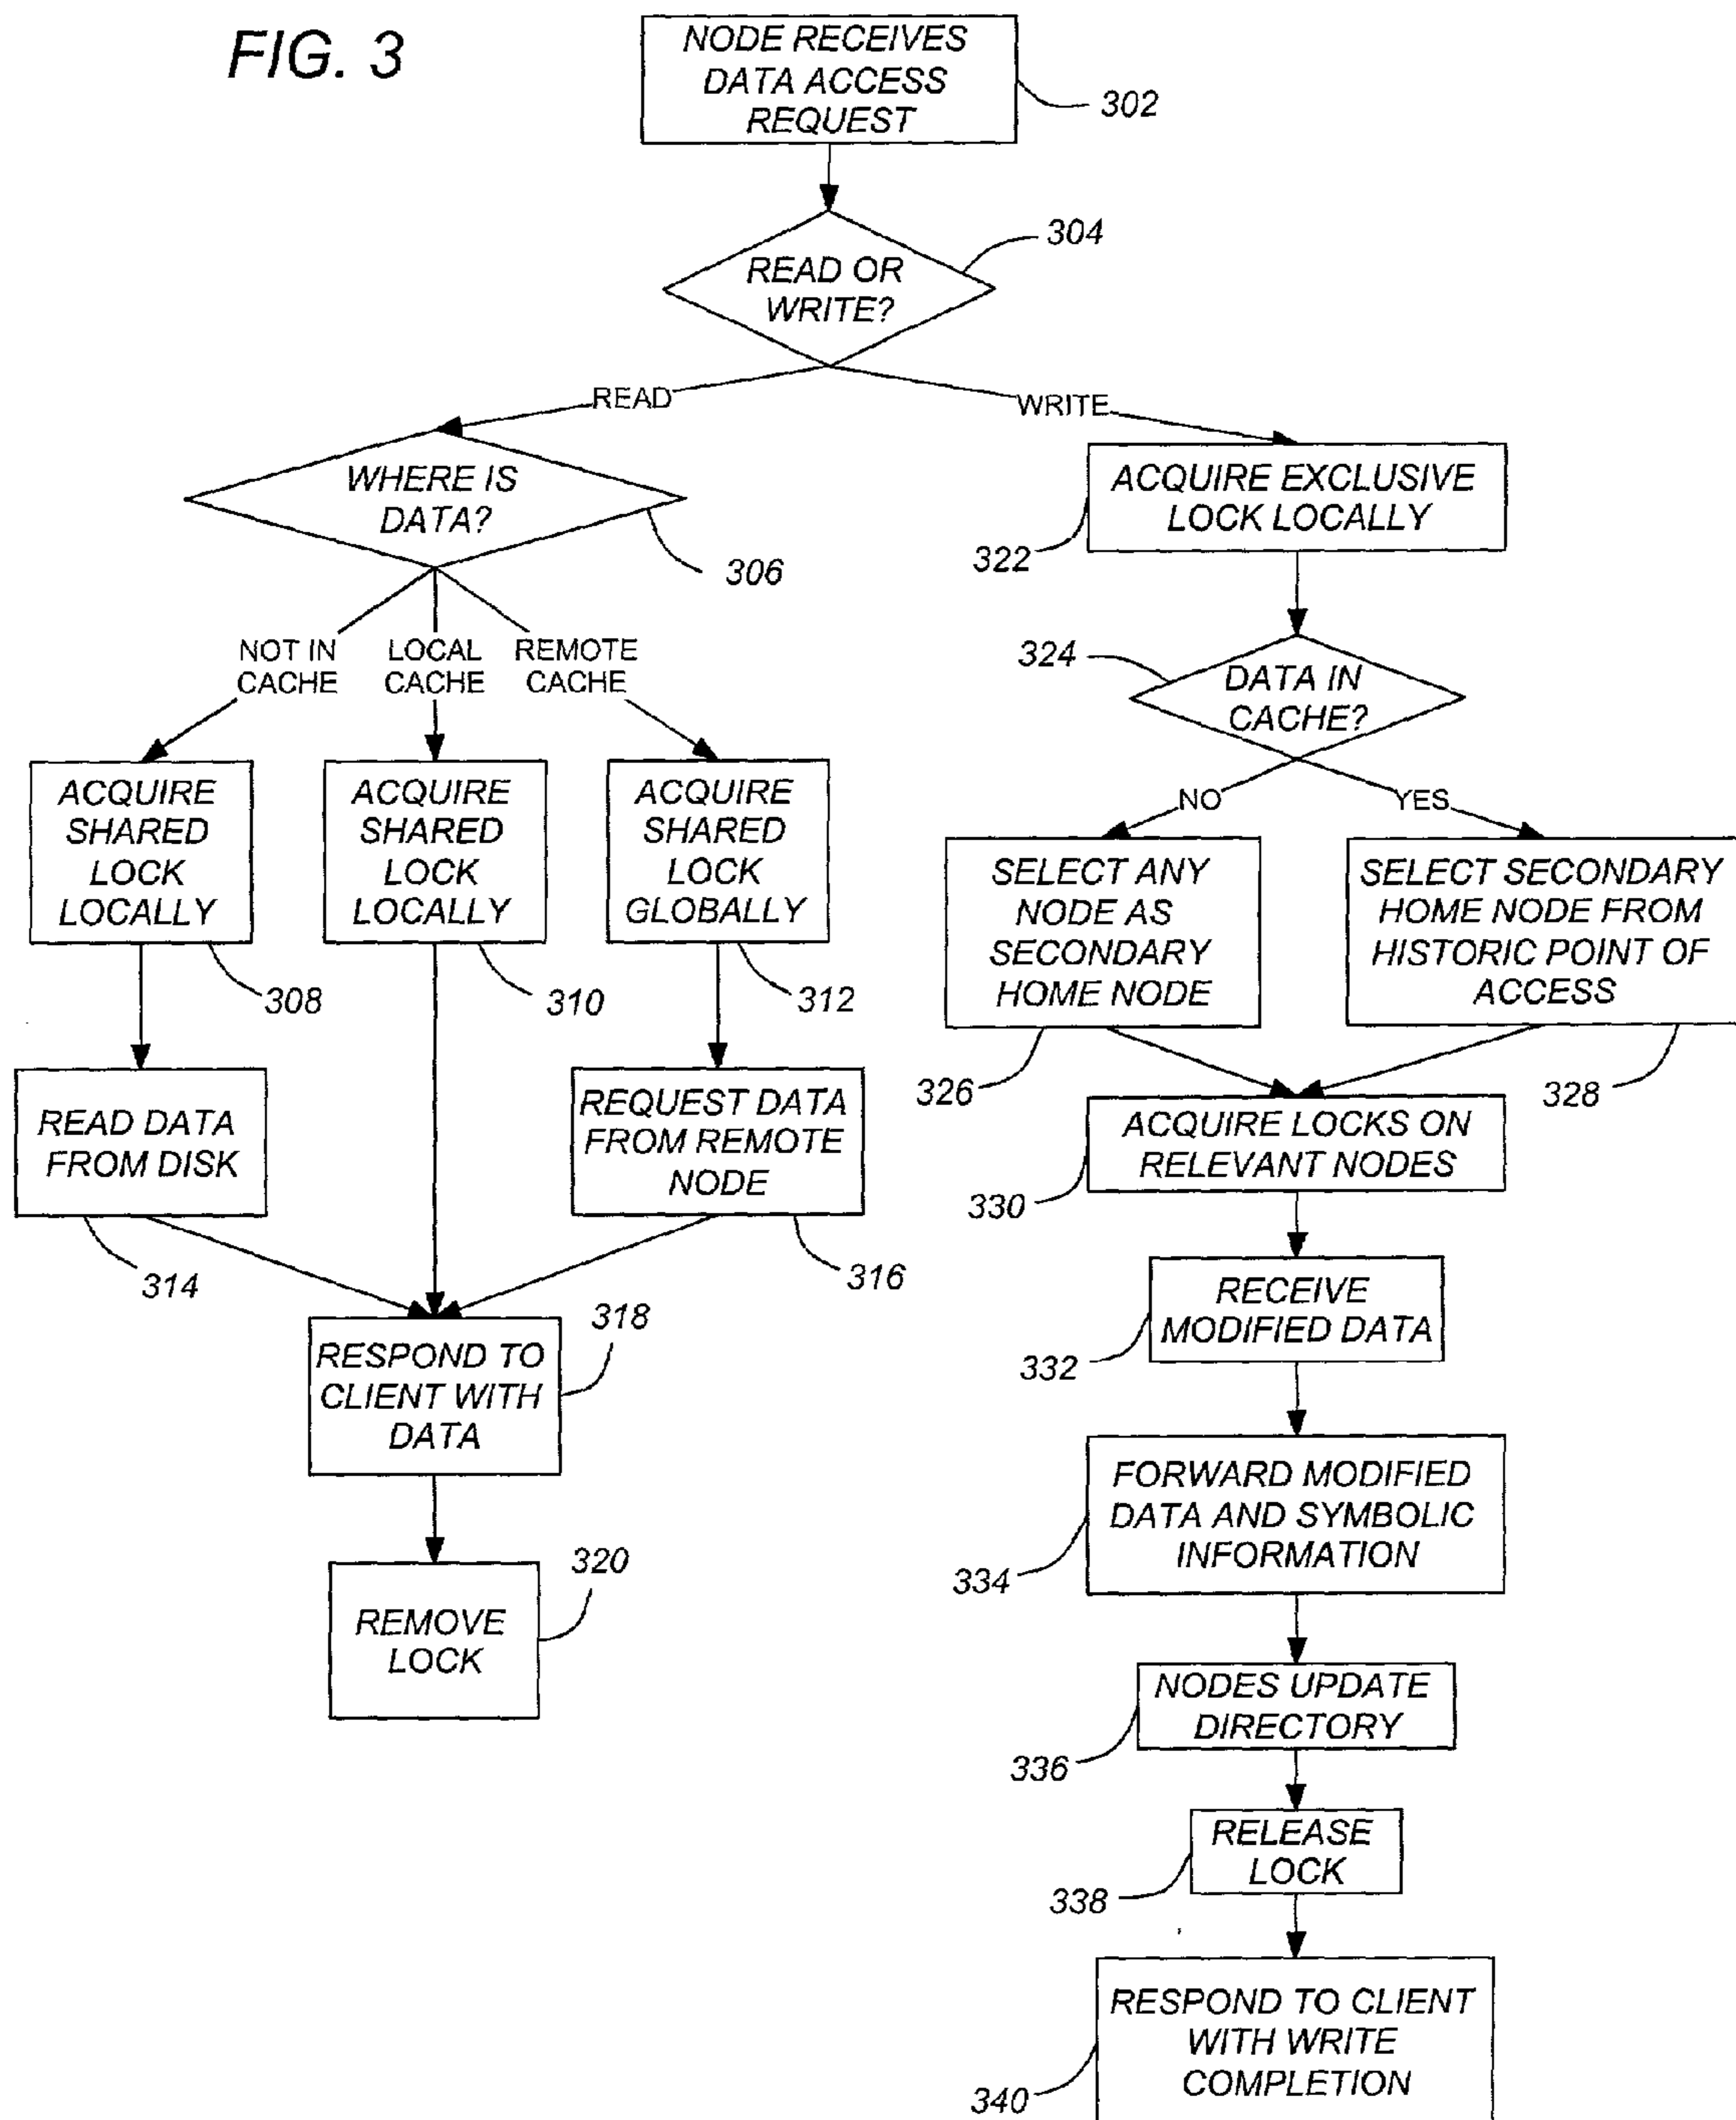 FIG. 3
NODE RECEIVES
DATA ACCESS
REQUEST
302
READ OR
WRITE?
304
READ
WRITE
WHERE IS
DATA?
306
NOT IN
CACHE
LOCAL
CACHE
REMOTE
CACHE
ACQUIRE
SHARED
LOCK
LOCALLY
308
ACQUIRE
SHARED
LOCK
LOCALLY
310
ACQUIRE
SHARED
LOCK
GLOBALLY
312
READ DATA
FROM DISK
314
REQUEST DATA
FROM REMOTE
NODE
316
RESPOND TO
CLIENT WITH
DATA
318
REMOVE
LOCK
320
ACQUIRE EXCLUSIVE
LOCK LOCALLY
322
DATA IN
CACHE?
324
NO
YES
SELECT ANY
NODE AS
SECONDARY
HOME NODE
326
SELECT SECONDARY
HOME NODE FROM
HISTORIC POINT OF
ACCESS
328
ACQUIRE LOCKS ON
RELEVANT NODES
330
RECEIVE
MODIFIED DATA
332
FORWARD MODIFIED
DATA AND SYMBOLIC
INFORMATION
334
NODES UPDATE
DIRECTORY
336
RELEASE
LOCK
338
RESPOND TO CLIENT
WITH WRITE
COMPLETION
340